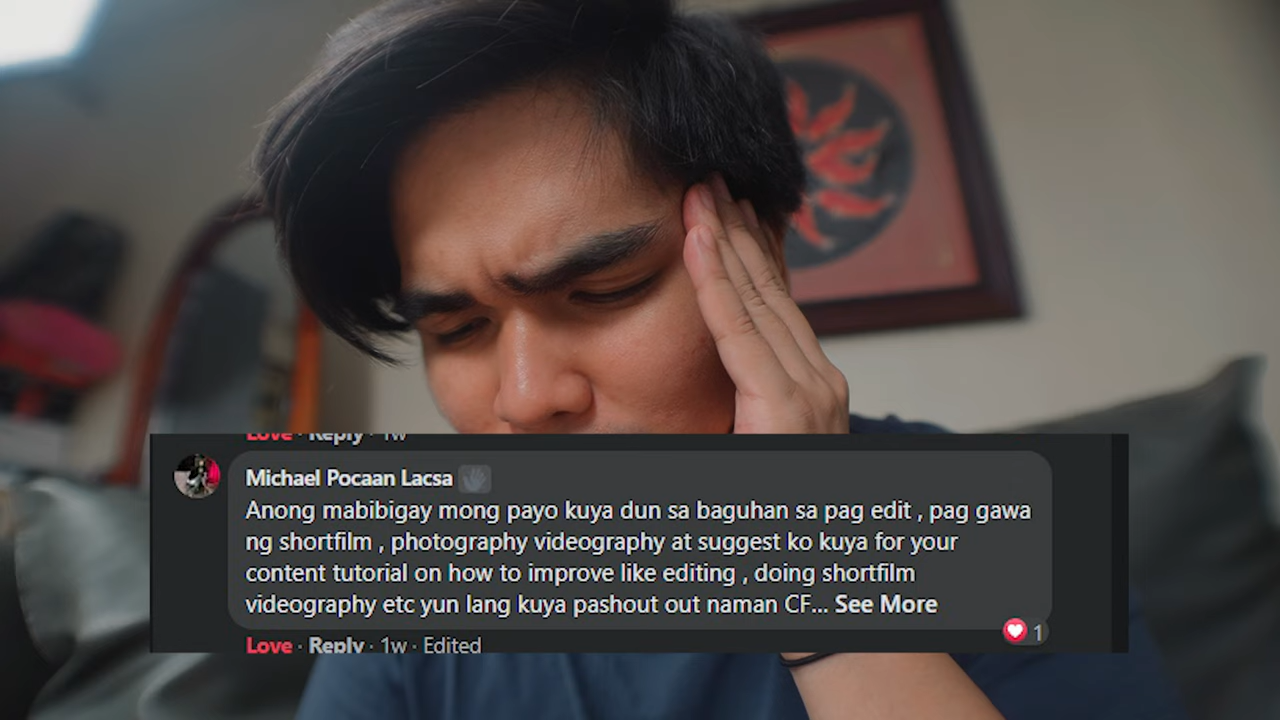 Love · Reply · 1w
Michael Pocaan Lacsa
Anong mabibigay mong payo kuya dun sa baguhan sa pag edit , pag gawa
ng shortfilm , photography videography at suggest ko kuya for your
content tutorial on how to improve like editing , doing shortfilm
videography etc yun lang kuya pashout out naman CF... See More
1
Love · Reply · 1w · Edited